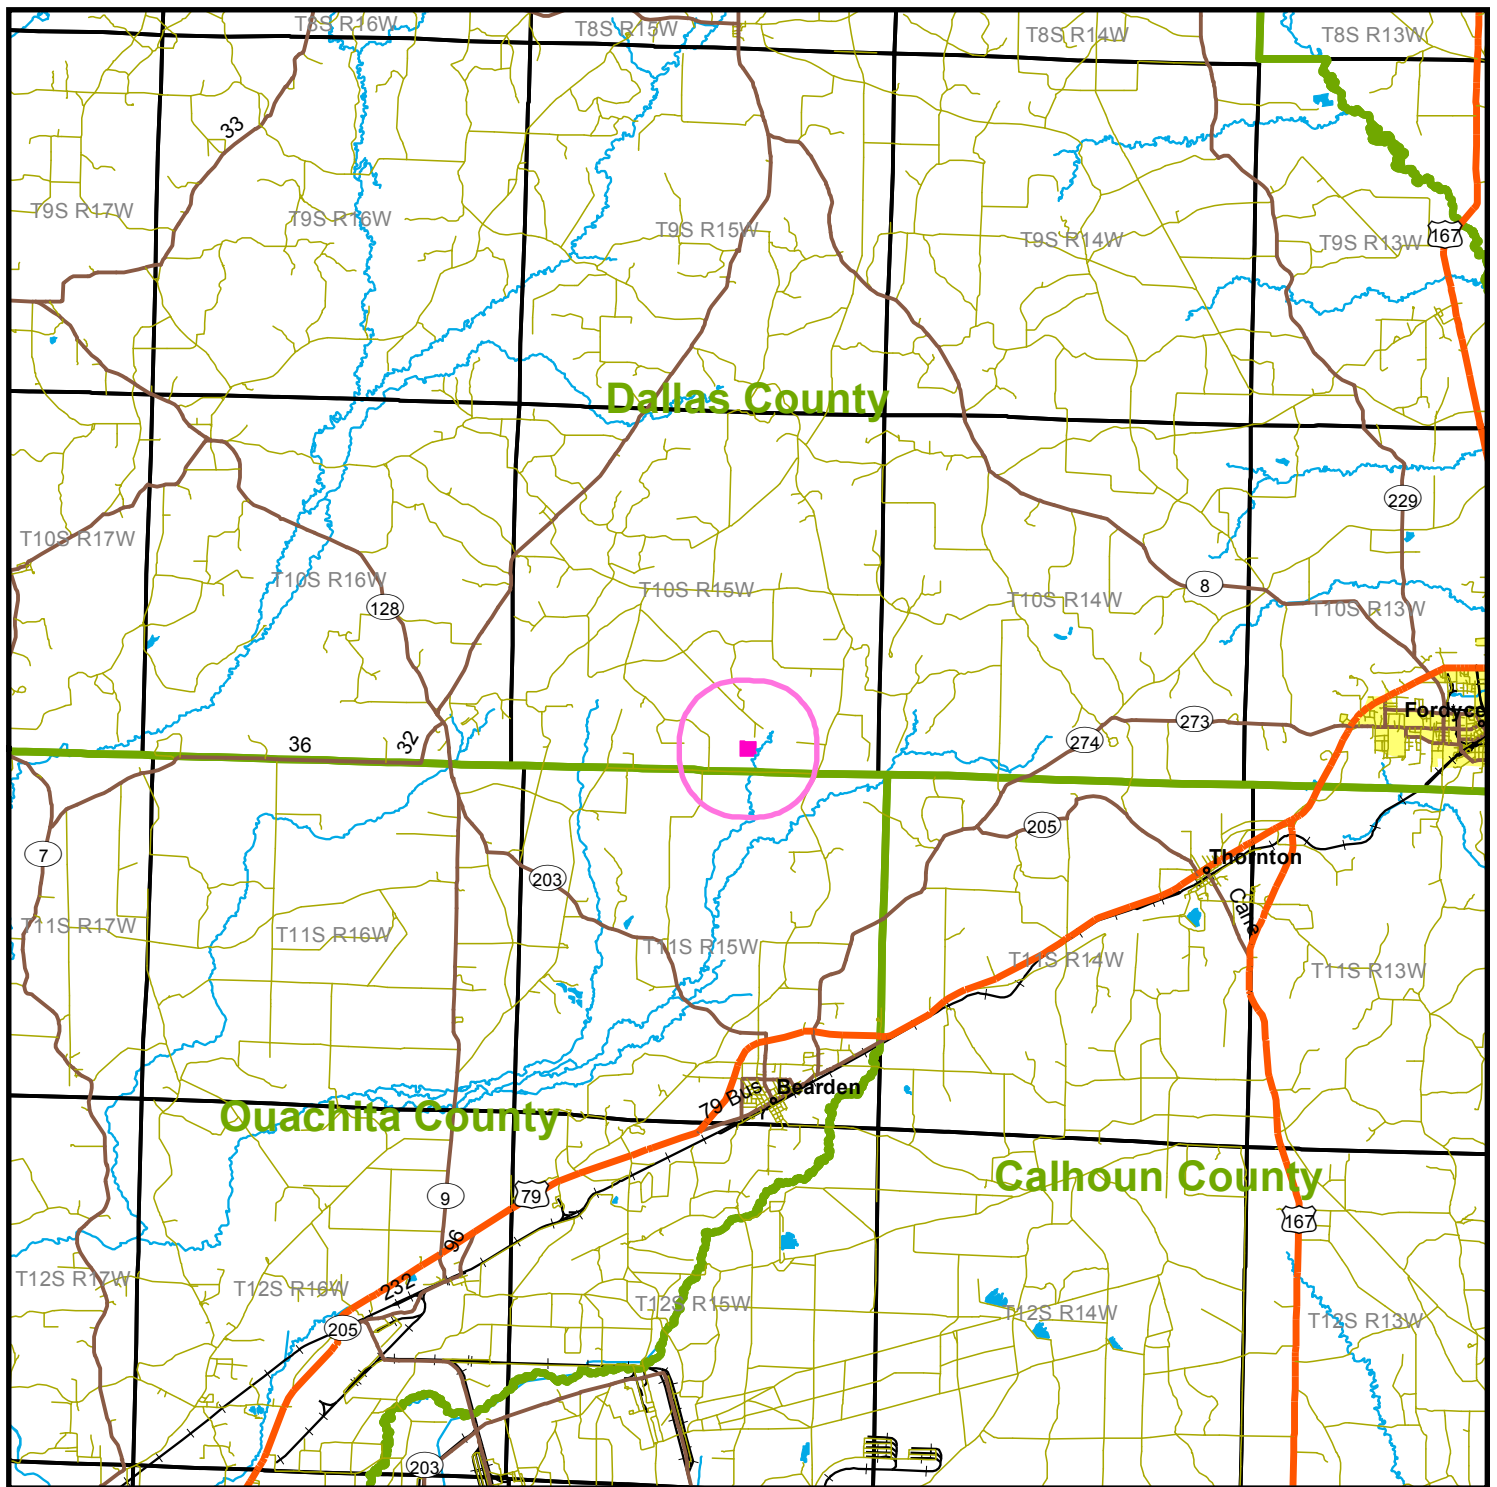 T8S R16W
T8S R15W
T8S R14W
T8S R13W
33
T9S R17W
T9S R16W
T9S R15W
T9S R14W
T9S R13W
167
Dallas County
229
T10S R17W
T10S R16W
T10S R15W
T10S R14W
T10S R13W
128
8
Fordyce
36
32
274
273
7
203
205
Thornton
T11S R17W
T11S R16W
T11S R15W
T11S R14W
T11S R13W
79 Bus
Bearden
Ouachita County
Calhoun County
9
79
96
167
T12S R17W
T12S R16W
232
T12S R15W
T12S R14W
T12S R13W
205
203